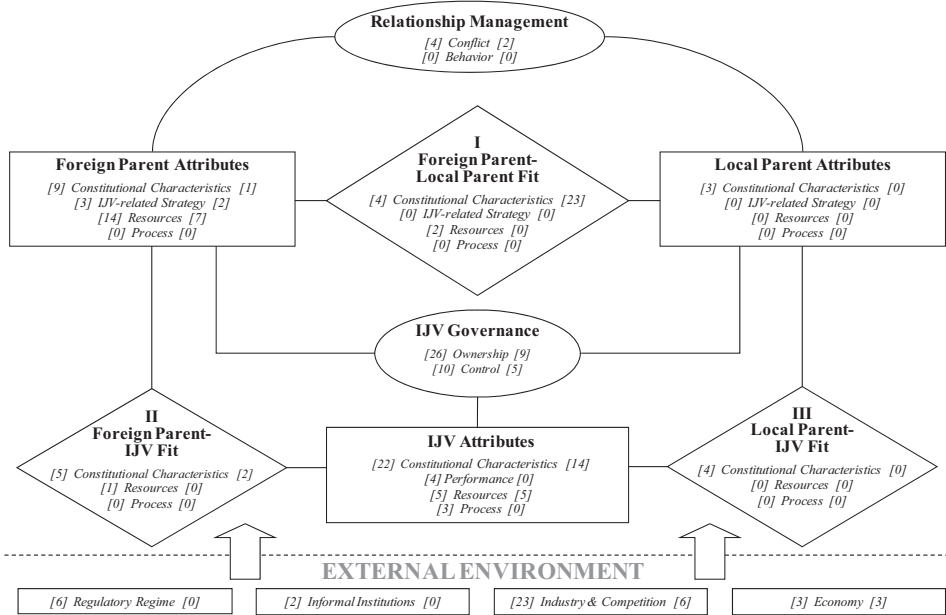 Relationship Management
[4] Conflict [2]
[0] Behavior [0]
Foreign Parent Attributes
[9] Constitutional Characteristics [1]
[3] IJV-related Strategy [2]
[14] Resources [7]
[0] Process [0]
I
Foreign Parent-
Local Parent Fit
[4] Constitutional Characteristics [23]
[0] IJV-related Strategy [0]
[2] Resources [0]
[0] Process [0]
Local Parent Attributes
[3] Constitutional Characteristics [0]
[0] IJV-related Strategy [0]
[0] Resources [0]
[0] Process [0]
IJV Governance
[26] Ownership [9]
[10] Control [5]
II
Foreign Parent-
IJV Fit
[5] Constitutional Characteristics [2]
[1] Resources [0]
[0] Process [0]
IJV Attributes
[22] Constitutional Characteristics [14]
[4] Performance [0]
[5] Resources [5]
[3] Process [0]
III
Local Parent-
IJV Fit
[4] Constitutional Characteristics [0]
[0] Resources [0]
[0] Process [0]
EXTERNAL ENVIRONMENT
[6] Regulatory Regime [0]
[2] Informal Institutions [0]
[23] Industry & Competition [6]
[3] Economy [3]